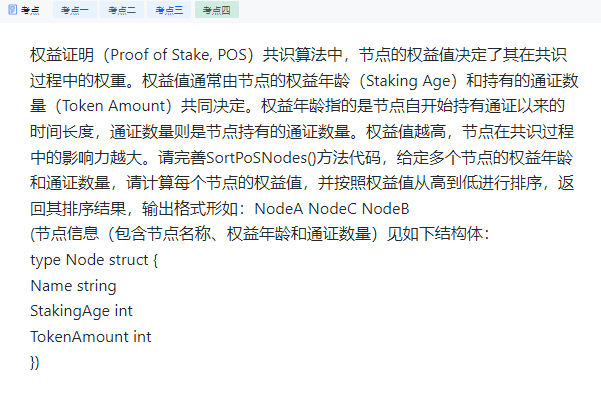 考点 考点一 考点二 考点三 考点四
权益证明（Proof of Stake, POS）共识算法中，节点的权益值决定了其在共识
过程中的权重。权益值通常由节点的权益年龄（Staking Age）和持有的通证数
量（Token Amount）共同决定。权益年龄指的是节点自开始持有通证以来的
时间长度，通证数量则是节点持有的通证数量。权益值越高，节点在共识过程
中的影响力越大。请完善SortPoSNodes()方法代码，给定多个节点的权益年龄
和通证数量，请计算每个节点的权益值，并按照权益值从高到低进行排序，返
回其排序结果，输出格式形如：NodeA NodeC NodeB
(节点信息（包含节点名称、权益年龄和通证数量）见如下结构体：
type Node struct {
Name string
StakingAge int
TokenAmount int
})